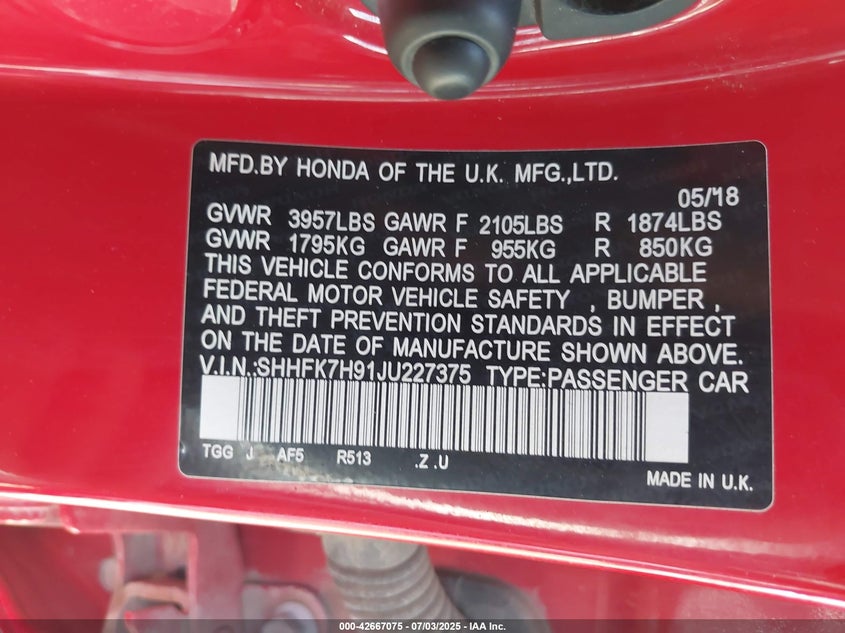 MFD.BY HONDA OF THE U.K. MFG.,LTD.
05/18
GVWR 3957LBS GAWR F 2105LBS R 1874LBS
GVWR 1795KG GAWR F 955KG R 850KG
THIS VEHICLE CONFORMS TO ALL APPLICABLE
FEDERAL MOTOR VEHICLE SAFETY , BUMPER ,
AND THEFT PREVENTION STANDARDS IN EFFECT
ON THE DATE OF MANUFACTURE SHOWN ABOVE.
V.I.N.:SHHFK7H91JU227375 TYPE:PASSENGER CAR
TGG J AF5 R513 .Z .U
MADE IN U.K.
000-42667075 - 07/03/2025 - IAA Inc.